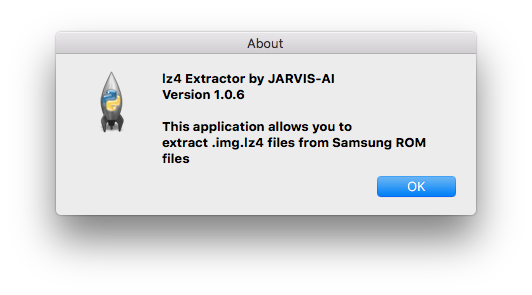 About
lz4 Extractor by JARVIS-AI
Version 1.0.6
This application allows you to
extract .img.lz4 files from Samsung ROM
files
OK